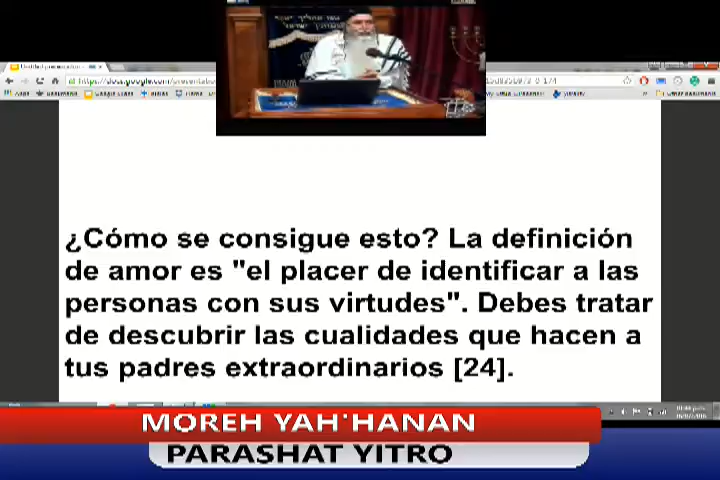 ¿Cómo se consigue esto? La definición
de amor es "el placer de identificar a las
personas con sus virtudes". Debes tratar
de descubrir las cualidades que hacen a
tus padres extraordinarios [24].
MOREH YAH'HANAN
PARASHAT YITRO